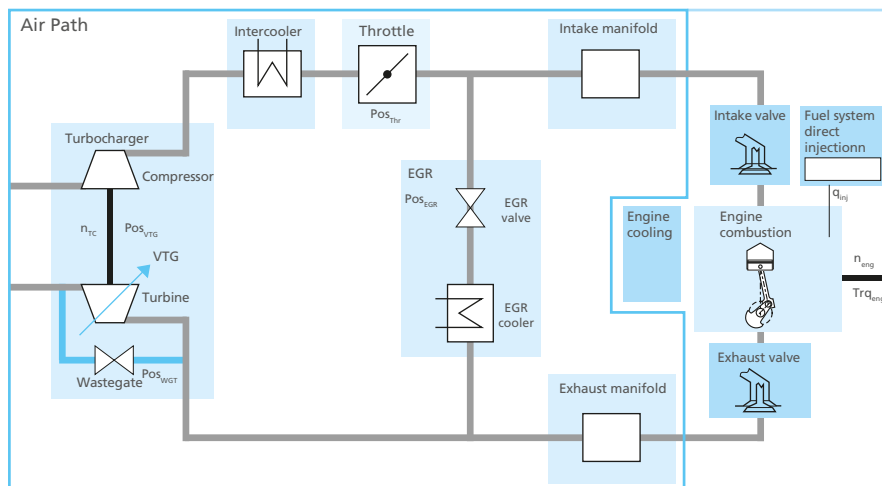 Air Path
Intercooler
Throttle
Pos_Thr
Intake manifold
Turbocharger
Compressor
n_TC
Pos_VTG
VTG
Turbine
Wastegate
Pos_WGT
EGR
Pos_EGR
EGR
valve
EGR
cooler
Engine
cooling
Intake valve
Fuel system
direct
injectionn
q_inj
Engine
combustion
n_eng
Trq_eng
Exhaust valve
Exhaust manifold